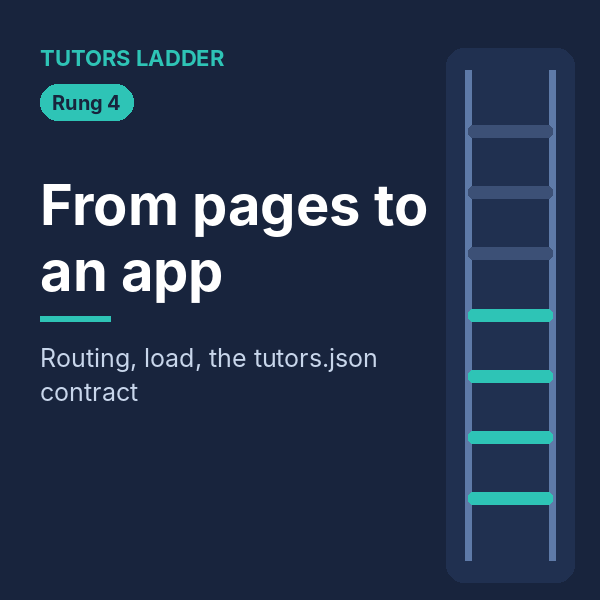 TUTORS LADDER
Rung 4
From pages to
an app
Routing, load, the tutors.json
contract